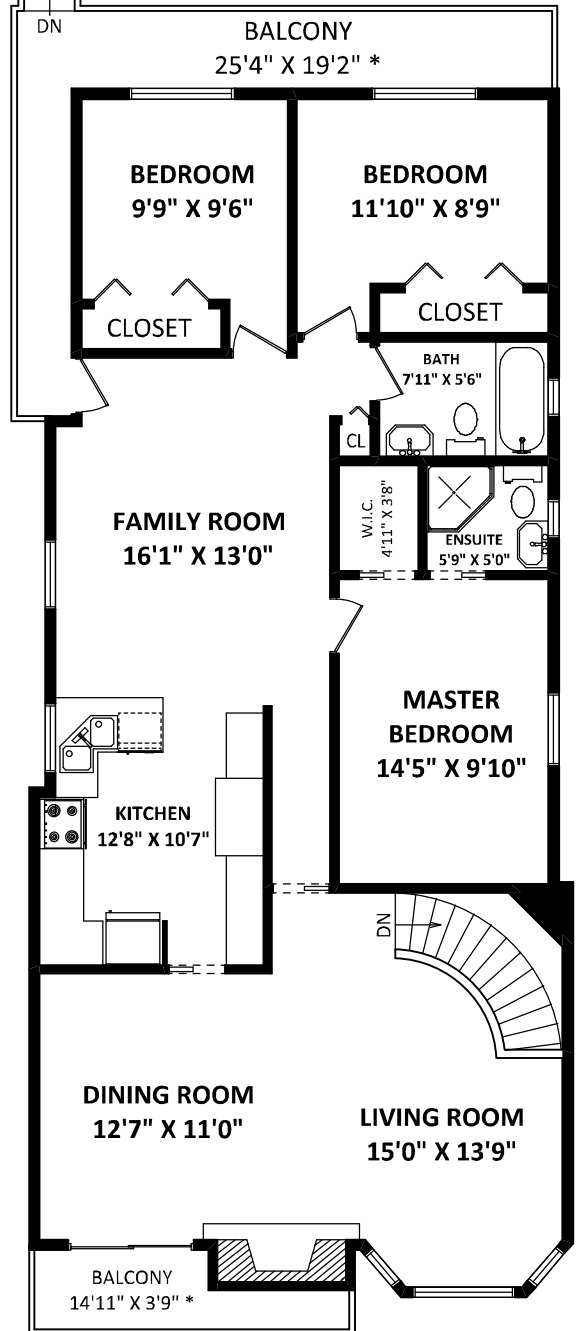 DN
BALCONY
25'4" X 19'2" *
BEDROOM
9'9" X 9'6"
BEDROOM
11'10" X 8'9"
CLOSET
CLOSET
BATH
7'11" X 5'6"
CL
FAMILY ROOM
16'1" X 13'0"
W.I.C.
4'11" X 3'8"
ENSUITE
5'9" X 5'0"
MASTER
BEDROOM
14'5" X 9'10"
KITCHEN
12'8" X 10'7"
DN
DINING ROOM
12'7" X 11'0"
LIVING ROOM
15'0" X 13'9"
BALCONY
14'11" X 3'9" *